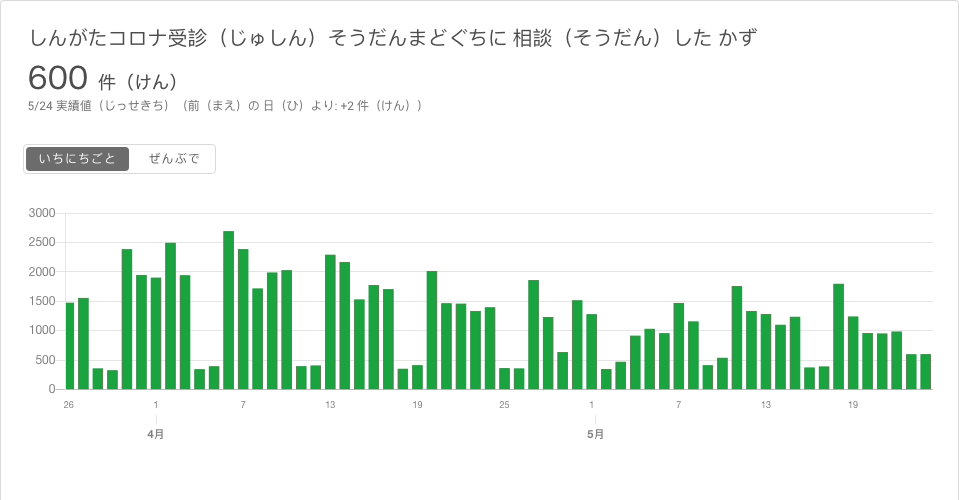 しんがたコロナ受診（じゅしん）そうだんまどぐちに 相談（そうだん）した かず
600 件（けん）
5/24 実績値（じっせきち）（前（まえ）の 日（ひ）より: +2 件（けん））
いちにちごと ぜんぶで
3000
2500
2000
1500
1000
500
0
26 1 7 13 19 25 1 7 13 19
4月 5月